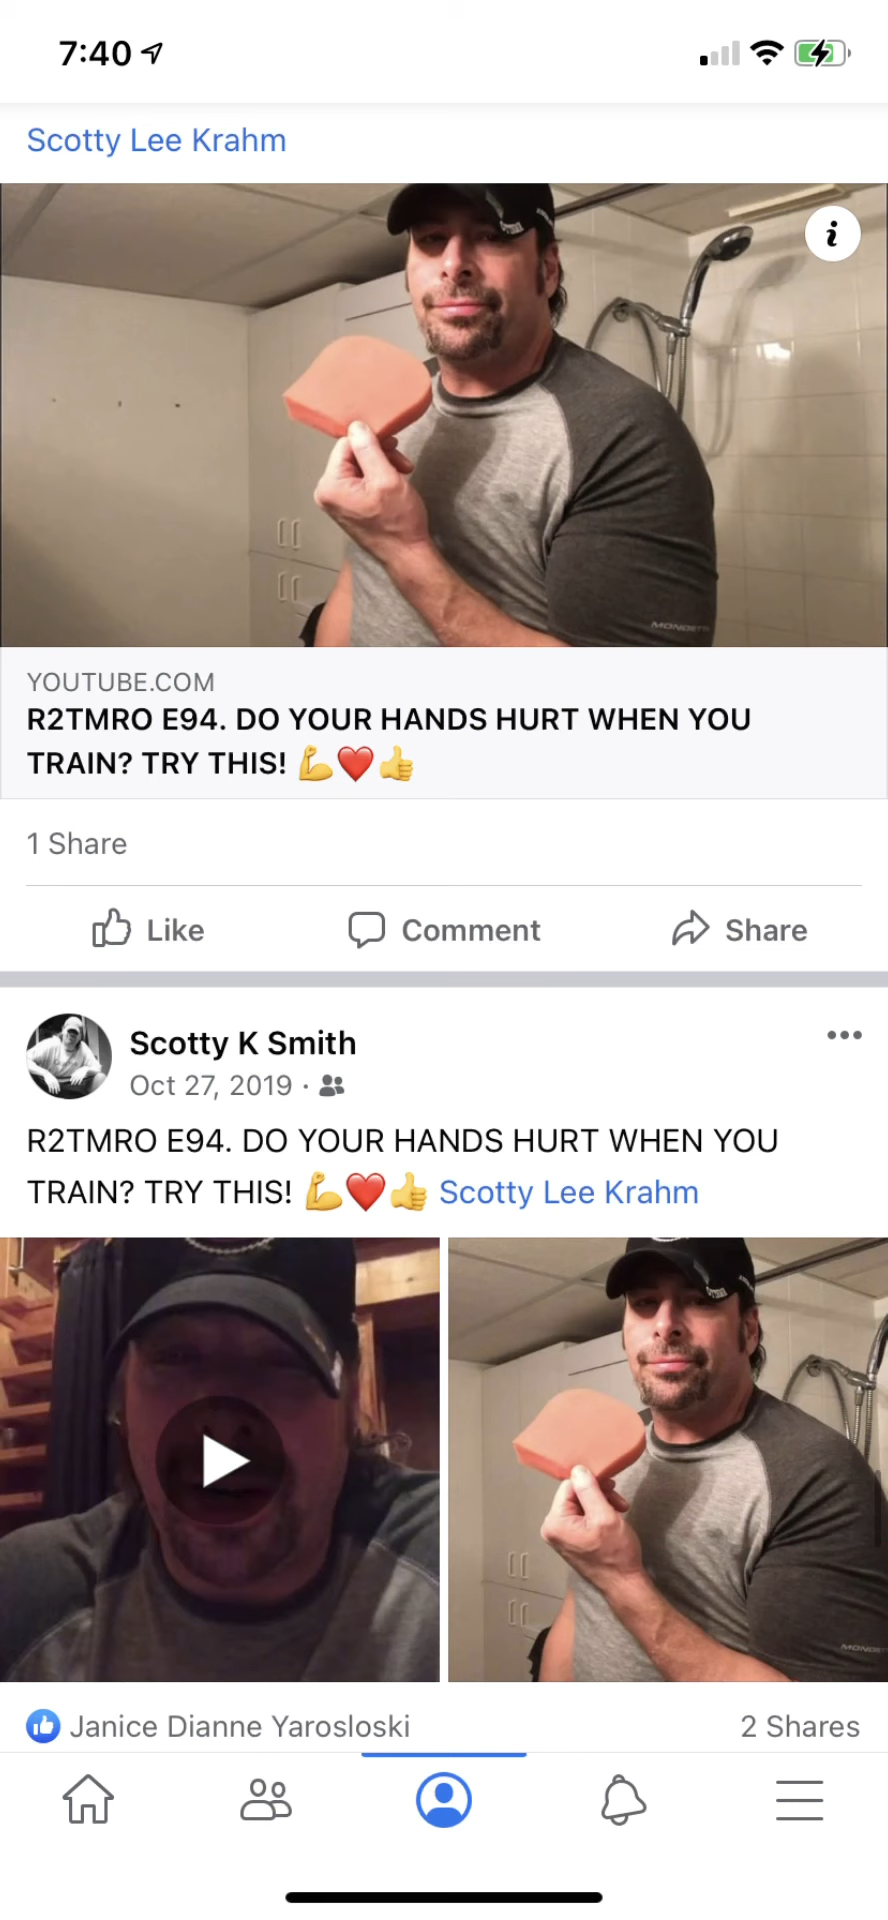 7:40
Scotty Lee Krahm
YOUTUBE.COM
R2TMRO E94. DO YOUR HANDS HURT WHEN YOU
TRAIN? TRY THIS! 💪❤️👍
1 Share
Like Comment Share
Scotty K Smith
Oct 27, 2019 ·
R2TMRO E94. DO YOUR HANDS HURT WHEN YOU
TRAIN? TRY THIS! 💪❤️👍 Scotty Lee Krahm
Janice Dianne Yarosloski 2 Shares